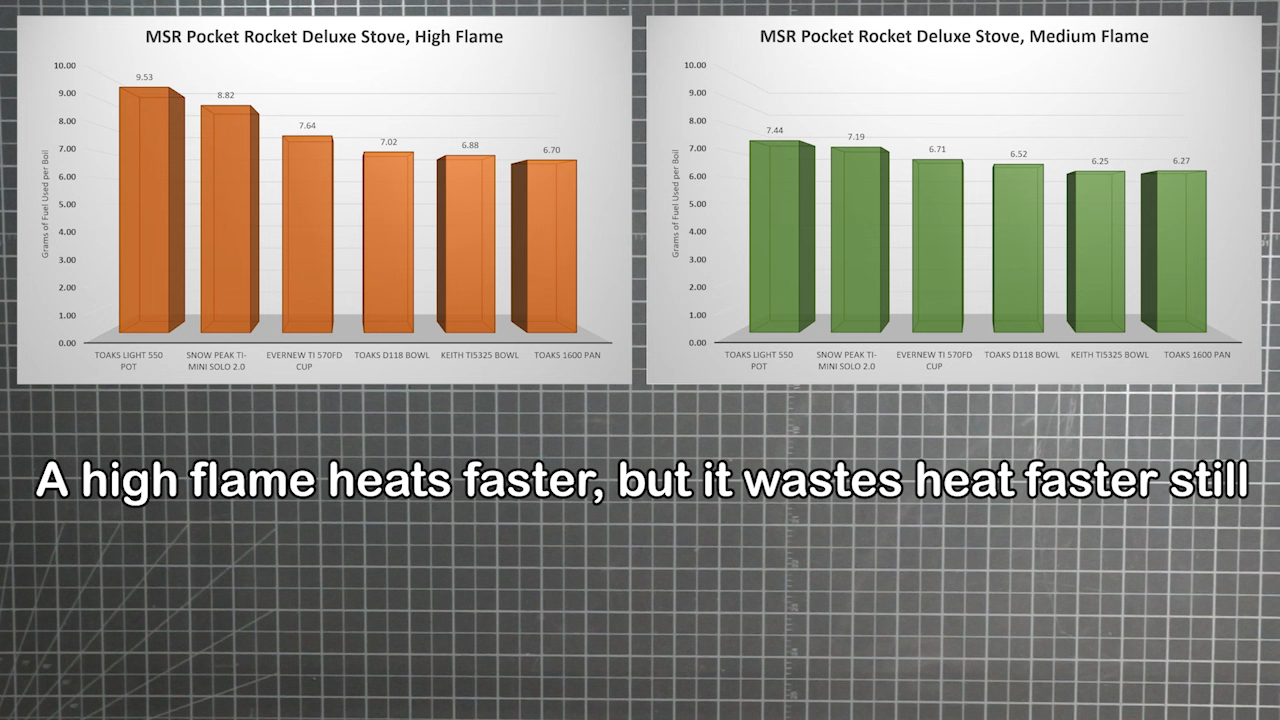 MSR Pocket Rocket Deluxe Stove, High Flame
Grams of Fuel Used per Boil
10.00
9.00
8.00
7.00
6.00
5.00
4.00
3.00
2.00
1.00
0.00
9.53
8.82
7.64
7.02
6.88
6.70
TOAKS LIGHT 550
POT
SNOW PEAK TI-
MINI SOLO 2.0
EVERNEW TI 570FD
CUP
TOAKS D118 BOWL
KEITH TI5325 BOWL
TOAKS 1600 PAN
MSR Pocket Rocket Deluxe Stove, Medium Flame
Grams of Fuel Used per Boil
10.00
9.00
8.00
7.00
6.00
5.00
4.00
3.00
2.00
1.00
0.00
7.44
7.19
6.71
6.52
6.25
6.27
TOAKS LIGHT 550
POT
SNOW PEAK TI-
MINI SOLO 2.0
EVERNEW TI 570FD
CUP
TOAKS D118 BOWL
KEITH TI5325 BOWL
TOAKS 1600 PAN
A high flame heats faster, but it wastes heat faster still